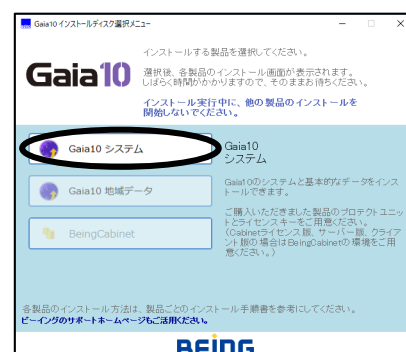 Gaia10 インストールディスク選択メニュー
Gaia10
インストールする製品を選択してください。
選択後、各製品のインストール画面が表示されます。
しばらく時間がかかりますので、そのままお待ちください。
インストール実行中に、他の製品のインストールを
開始しないでください。
Gaia10 システム
Gaia10 地域データ
BeingCabinet
Gaia10
システム
Gaia10のシステムと基本的なデータをインス
トールできます。
ご購入いただきました製品のプロテクトユニッ
トとライセンスキーをご用意ください。
(Cabinetライセンス版、サーバー版、クライア
ント版の場合はBeingCabinetの環境をご用
意ください。)
各製品のインストール方法は、製品ごとのインストール手順書を参考にしてください。
ビーイングのサポートホームページもご活用ください。
BEING